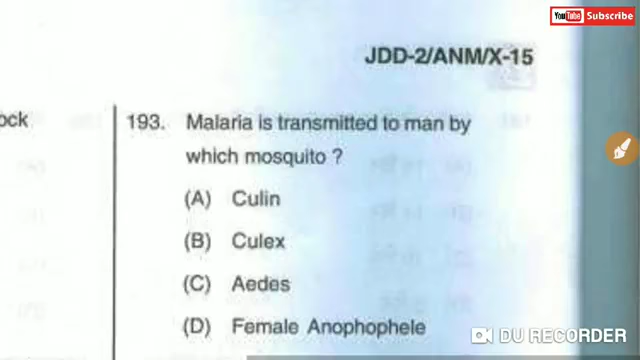 YouTube Subscribe
JDD-2/ANM/X-15
ock
193. Malaria is transmitted to man by
which mosquito ?
(A) Culin
(B) Culex
(C) Aedes
(D) Female Anophophele
DU RECORDER